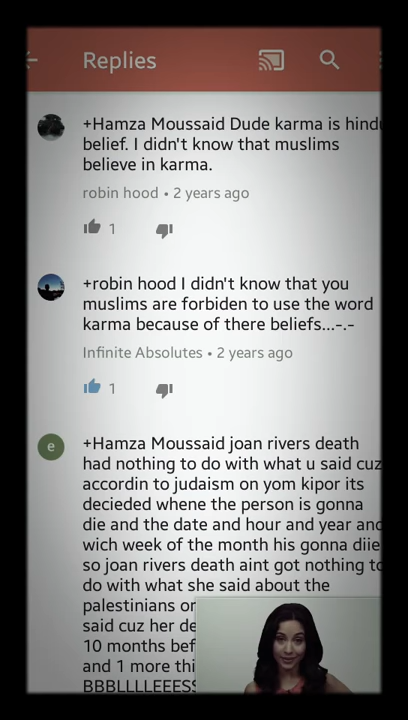 Replies
+Hamza Moussaid Dude karma is hindu
belief. I didn't know that muslims
believe in karma.
robin hood • 2 years ago
1
+robin hood I didn't know that you
muslims are forbiden to use the word
karma because of there beliefs...-.-
Infinite Absolutes • 2 years ago
1
e
+Hamza Moussaid joan rivers death
had nothing to do with what u said cuz
accordin to judaism on yom kipor its
decieded whene the person is gonna
die and the date and hour and year and
wich week of the month his gonna diie
so joan rivers death aint got nothing to
do with what she said about the
palestinians or
said cuz her de
10 months bef
and 1 more thi
BBBLLLLEEESS